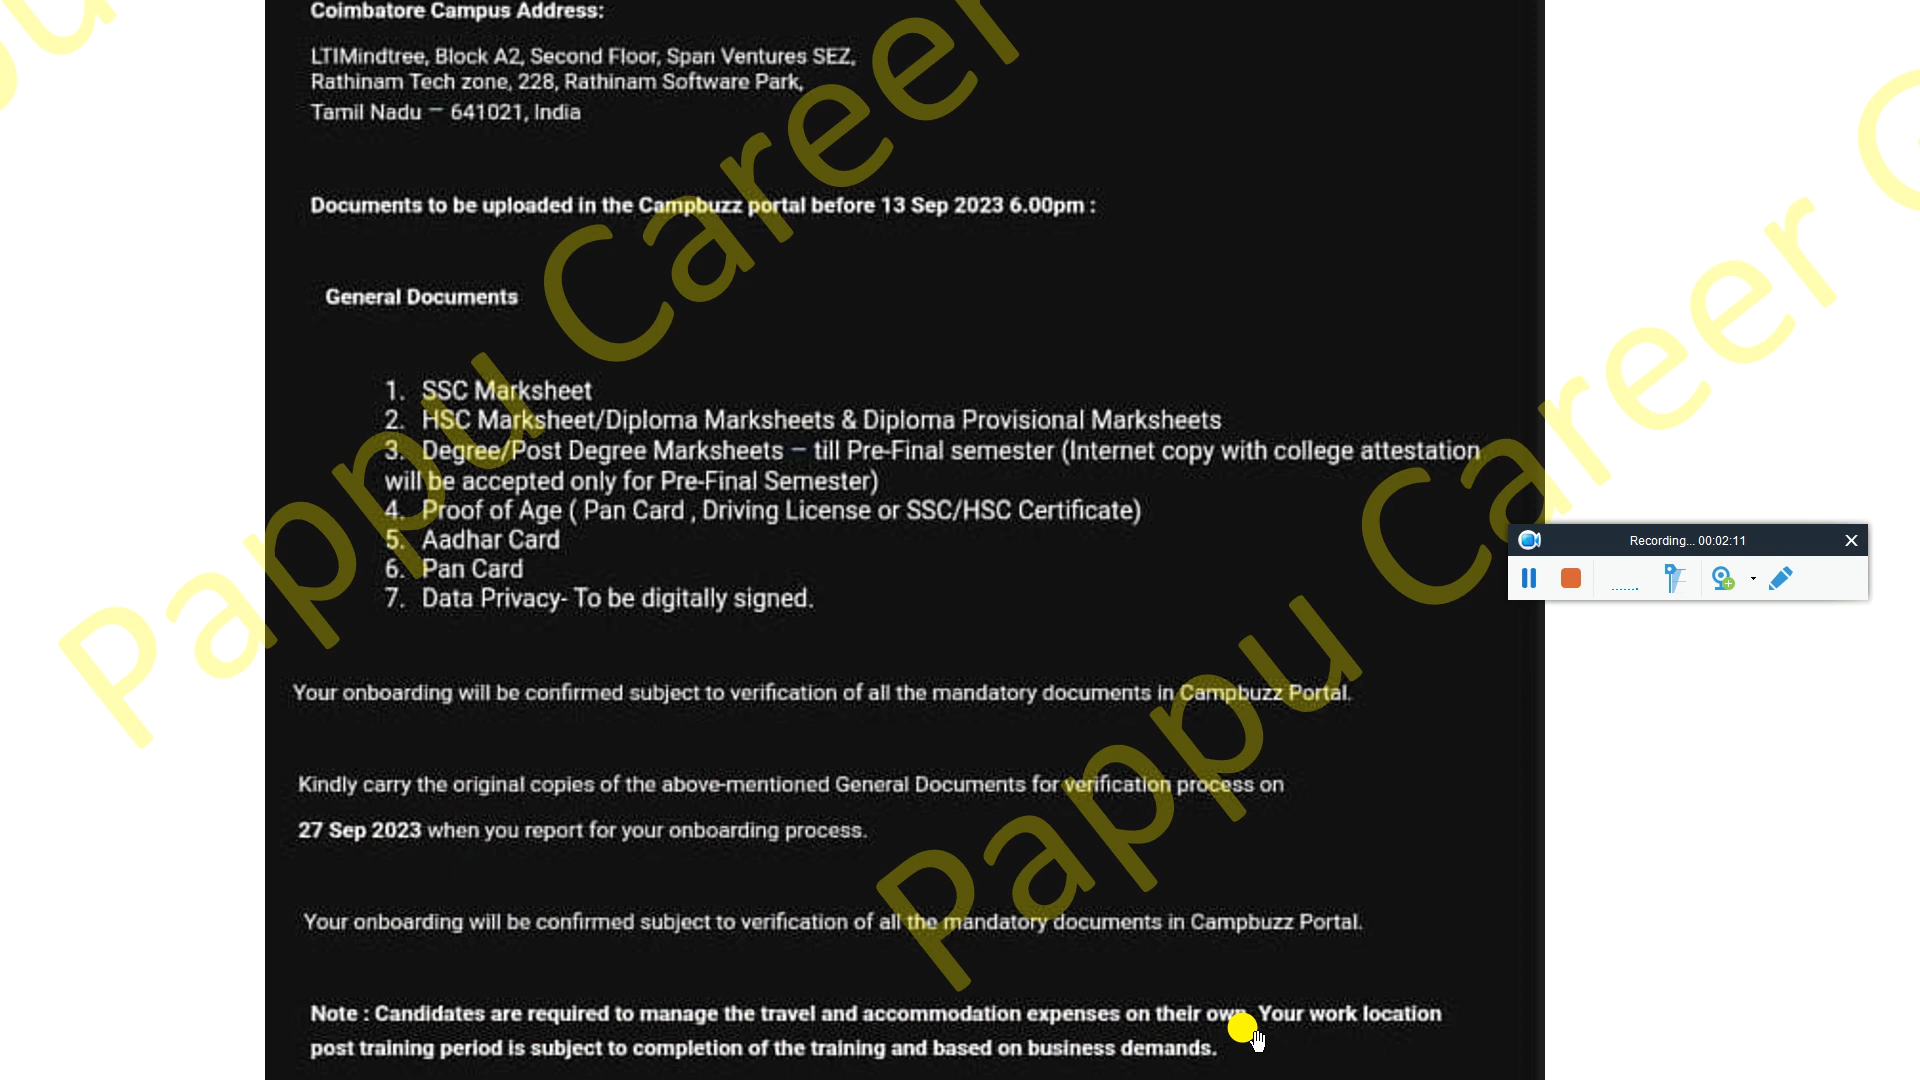 Coimbatore Campus Address:
LTIMindtree, Block A2, Second Floor, Span Ventures SEZ,
Rathinam Tech zone, 228, Rathinam Software Park,
Tamil Nadu – 641021, India
Documents to be uploaded in the Campbuzz portal before 13 Sep 2023 6.00pm :
General Documents
1. SSC Marksheet
2. HSC Marksheet/Diploma Marksheets & Diploma Provisional Marksheets
3. Degree/Post Degree Marksheets – till Pre-Final semester (Internet copy with college attestation
will be accepted only for Pre-Final Semester)
4. Proof of Age ( Pan Card , Driving License or SSC/HSC Certificate)
5. Aadhar Card
6. Pan Card
7. Data Privacy- To be digitally signed.
Your onboarding will be confirmed subject to verification of all the mandatory documents in Campbuzz Portal.
Kindly carry the original copies of the above-mentioned General Documents for verification process on
27 Sep 2023 when you report for your onboarding process.
Your onboarding will be confirmed subject to verification of all the mandatory documents in Campbuzz Portal.
Note : Candidates are required to manage the travel and accommodation expenses on their own. Your work location
post training period is subject to completion of the training and based on business demands.
Recording... 00:02:11
Pappu Career
Pappu Career